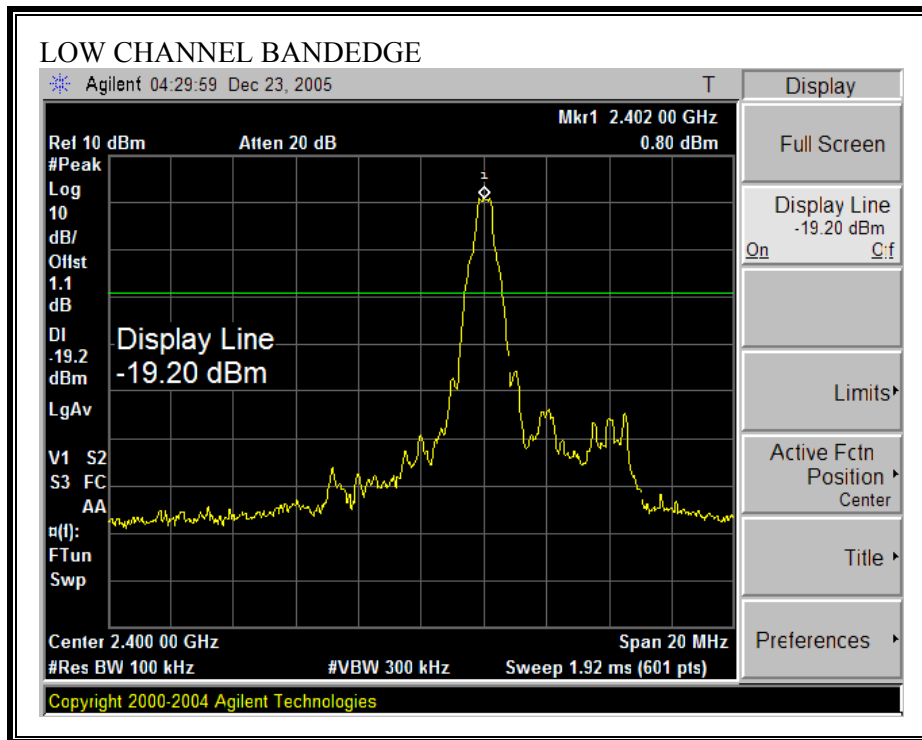 LOW CHANNEL BANDEDGE
Agilent 04:29:59 Dec 23, 2005 T
Mkr1 2.402 00 GHz
Ref 10 dBm Atten 20 dB 0.80 dBm
#Peak
Log
10
dB/
Offst
1.1
dB
DI
-19.2
dBm
LgAv
V1 S2
S3 FC
AA
¤(f):
FTun
Swp
1
Display Line
-19.20 dBm
Center 2.400 00 GHz Span 20 MHz
#Res BW 100 kHz #VBW 300 kHz Sweep 1.92 ms (601 pts)
Copyright 2000-2004 Agilent Technologies
Display
Full Screen
Display Line
-19.20 dBm
On Off
Limits
Active Fctn
Position
Center
Title
Preferences